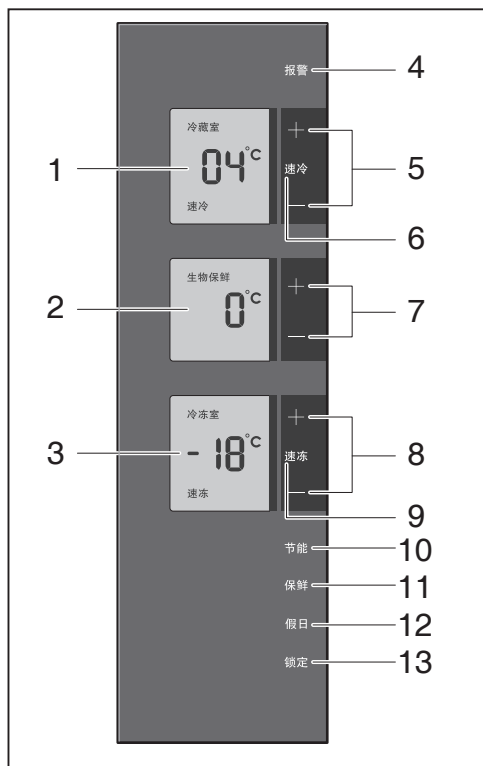 报警
4
冷藏室
+
1
04°C
速冷
5
速冷
—
6
生物保鲜
+
2
0°C
7
—
冷冻室
+
3
-18°C
速冻
8
速冻
—
9
节能
10
保鲜
11
假日
12
锁定
13